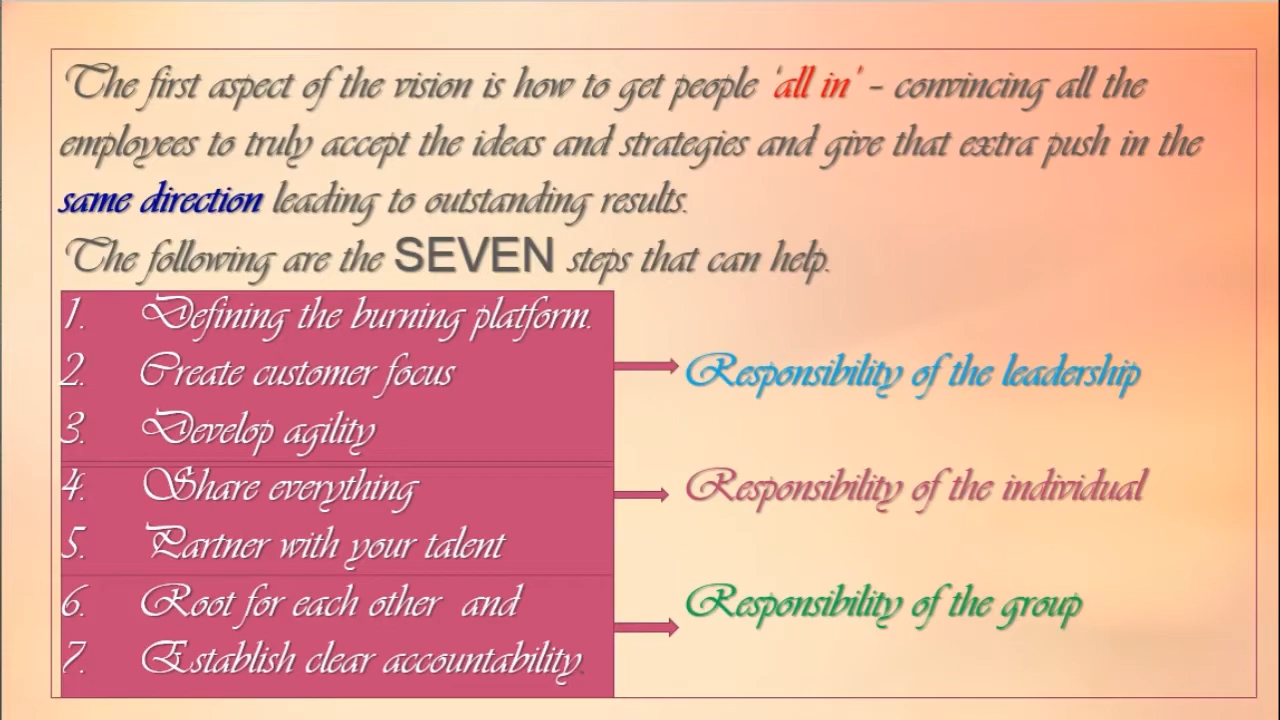 The first aspect of the vision is how to get people 'all in' – convincing all the
employees to truly accept the ideas and strategies and give that extra push in the
same direction leading to outstanding results.
The following are the SEVEN steps that can help.
1. Defining the burning platform.
2. Create customer focus
Responsibility of the leadership
3. Develop agility
4. Share everything
Responsibility of the individual
5. Partner with your talent
6. Root for each other and
Responsibility of the group
7. Establish clear accountability.